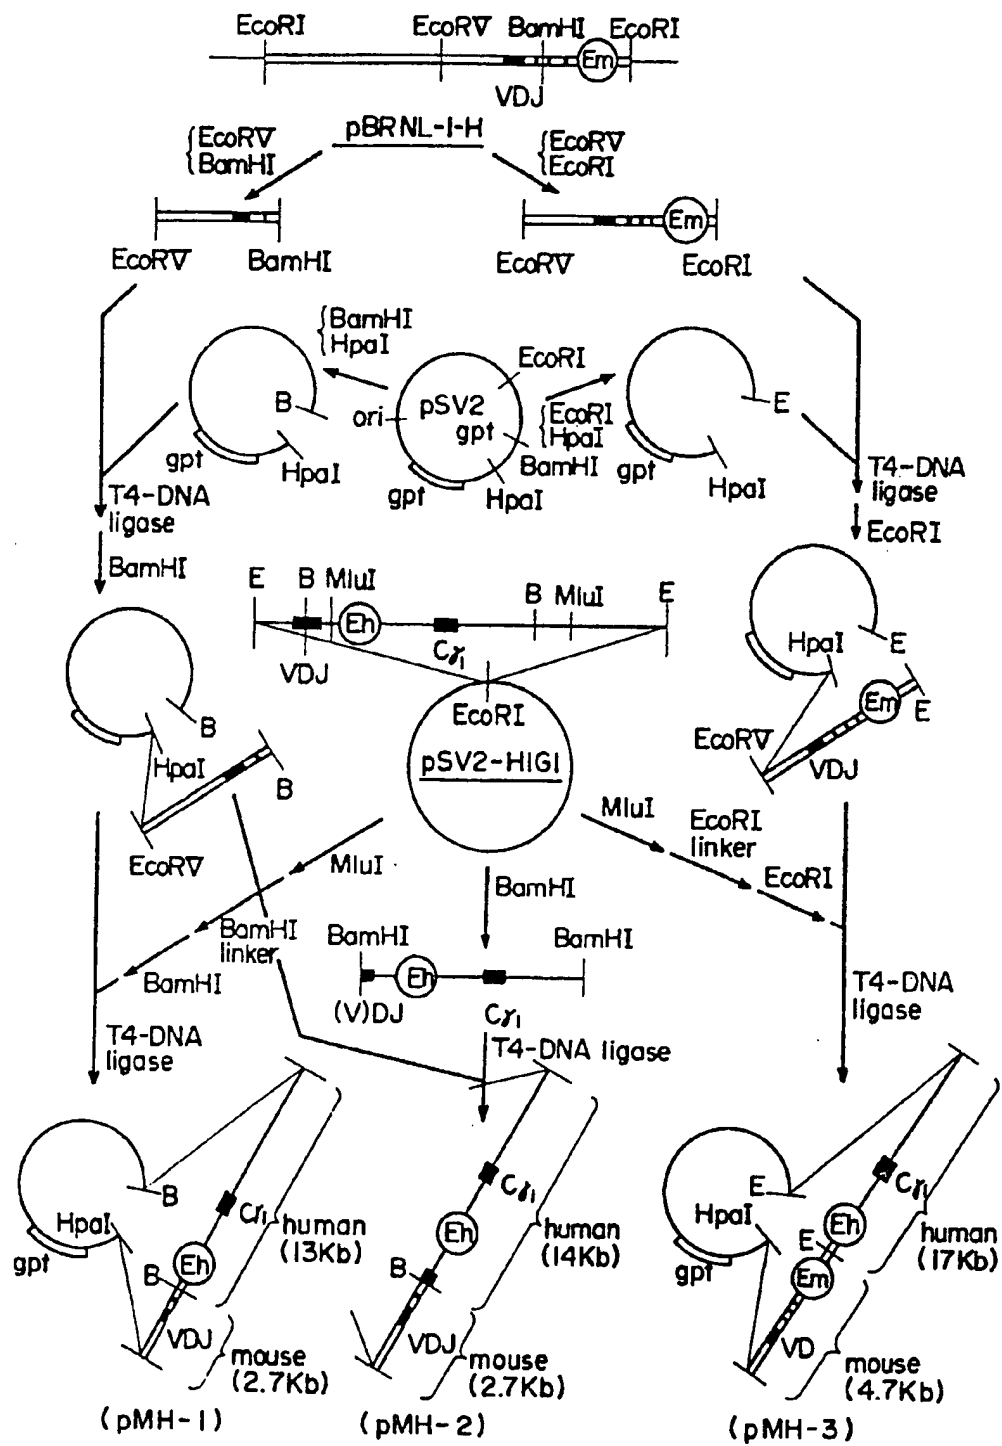 EcoRI EcoRV BamHI EcoRI
Em
VDJ
pBRNL-I-H
{EcoRV
BamHI
{EcoRV
EcoRI
EcoRV BamHI
Em
EcoRV EcoRI
{BamHI
HpaI
B
gpt
HpaI
EcoRI
ori
pSV2
gpt
{EcoRI
HpaI
BamHI
gpt
HpaI
E
gpt
HpaI
T4-DNA
ligase
BamHI
T4-DNA
ligase
EcoRI
E B MluI B MluI E
Eh
VDJ
Cγ1
EcoRI
pSV2-HIGI
B
HpaI
B
EcoRV
HpaI
E
Em
E
EcoRV
VDJ
MluI
BamHI
linker
BamHI
T4-DNA
ligase
BamHI
BamHI BamHI
Eh
(V)DJ
Cγ1
T4-DNA ligase
MluI
EcoRI
linker
EcoRI
T4-DNA
ligase
B
HpaI
gpt
Cγ1
human
(13Kb)
Eh
B
VDJ
mouse
(2.7Kb)
(pMH-1)
Cγ1
human
(14Kb)
Eh
B
VDJ
mouse
(2.7Kb)
(pMH-2)
E
HpaI
gpt
Cγ1
Eh
human
(17Kb)
E
Em
VD
mouse
(4.7Kb)
(pMH-3)